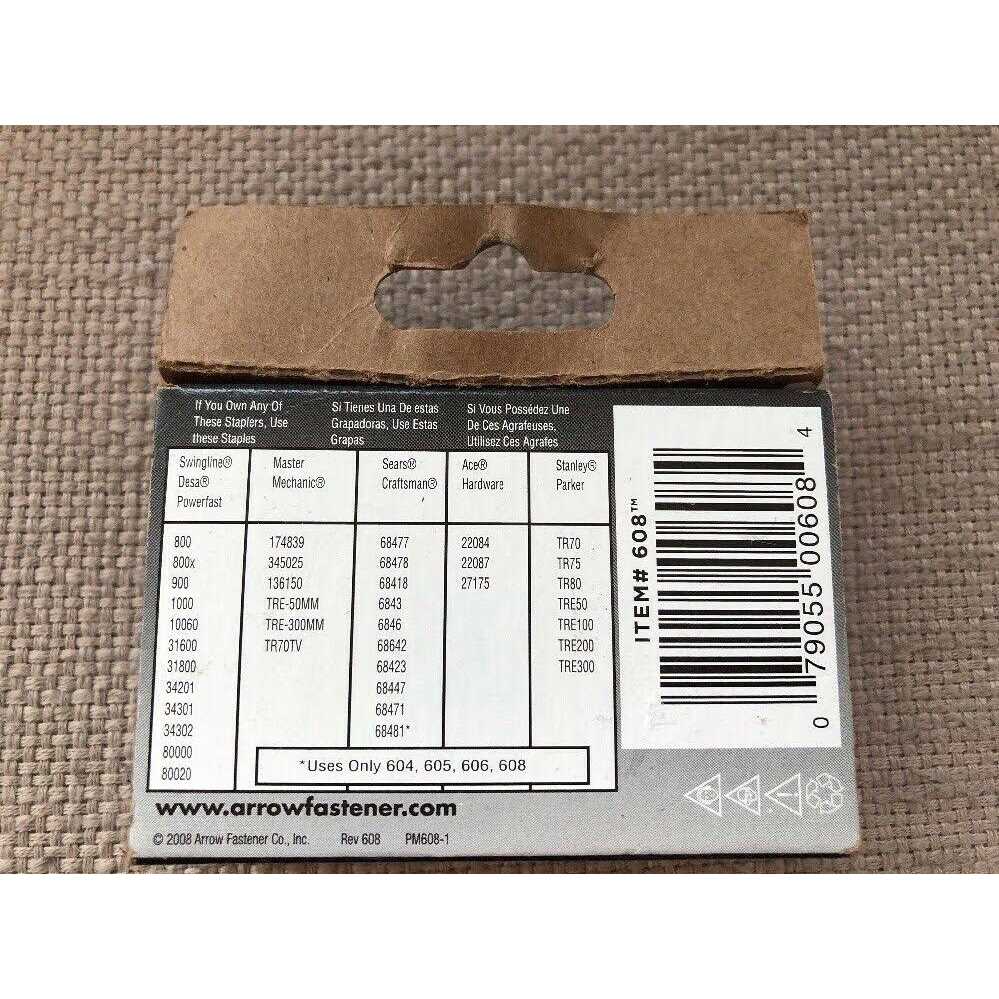 If You Own Any Of
These Staplers, Use
these Staples
Si Tienes Una De estas
Grapadoras, Use Estas
Grapas
Si Vous Possédez Une
De Ces Agrafeuses,
Utilisez Ces Agrafes
Swingline®
Desa®
Powerfast
Master
Mechanic®
Sears®
Craftsman®
Ace®
Hardware
Stanley®
Parker
800
800x
900
1000
10060
31600
31800
34201
34301
34302
80000
80020
174839
345025
136150
TRE-50MM
TRE-300MM
TR70TV
68477
68478
68418
6843
6846
68642
68423
68447
68471
68481*
22084
22087
27175
TR70
TR75
TR80
TRE50
TRE100
TRE200
TRE300
*Uses Only 604, 605, 606, 608
ITEM# 608™
0 79055 00608 4
www.arrowfastener.com
© 2008 Arrow Fastener Co., Inc. Rev 608 PM608-1